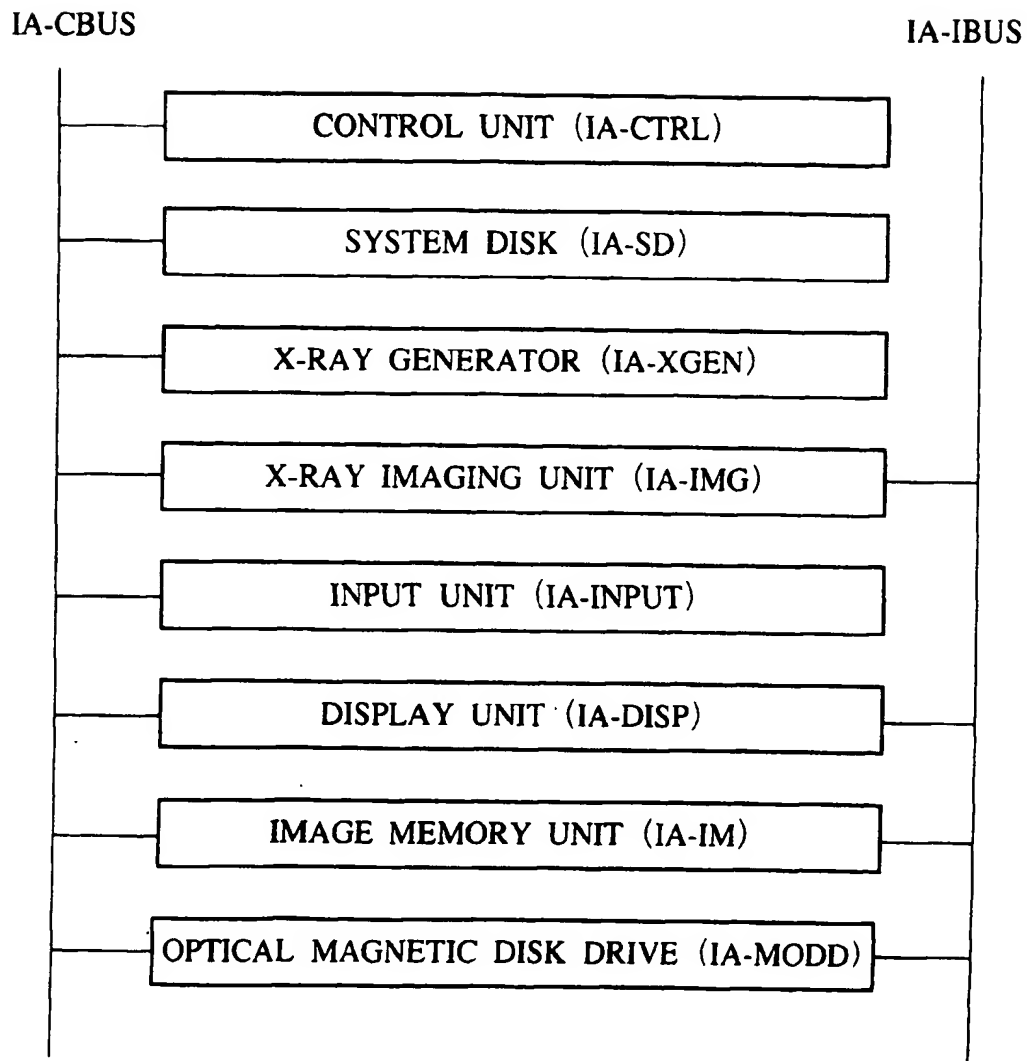 IA-CBUS
IA-IBUS
CONTROL UNIT (IA-CTRL)
SYSTEM DISK (IA-SD)
X-RAY GENERATOR (IA-XGEN)
X-RAY IMAGING UNIT (IA-IMG)
INPUT UNIT (IA-INPUT)
DISPLAY UNIT (IA-DISP)
IMAGE MEMORY UNIT (IA-IM)
OPTICAL MAGNETIC DISK DRIVE (IA-MODD)